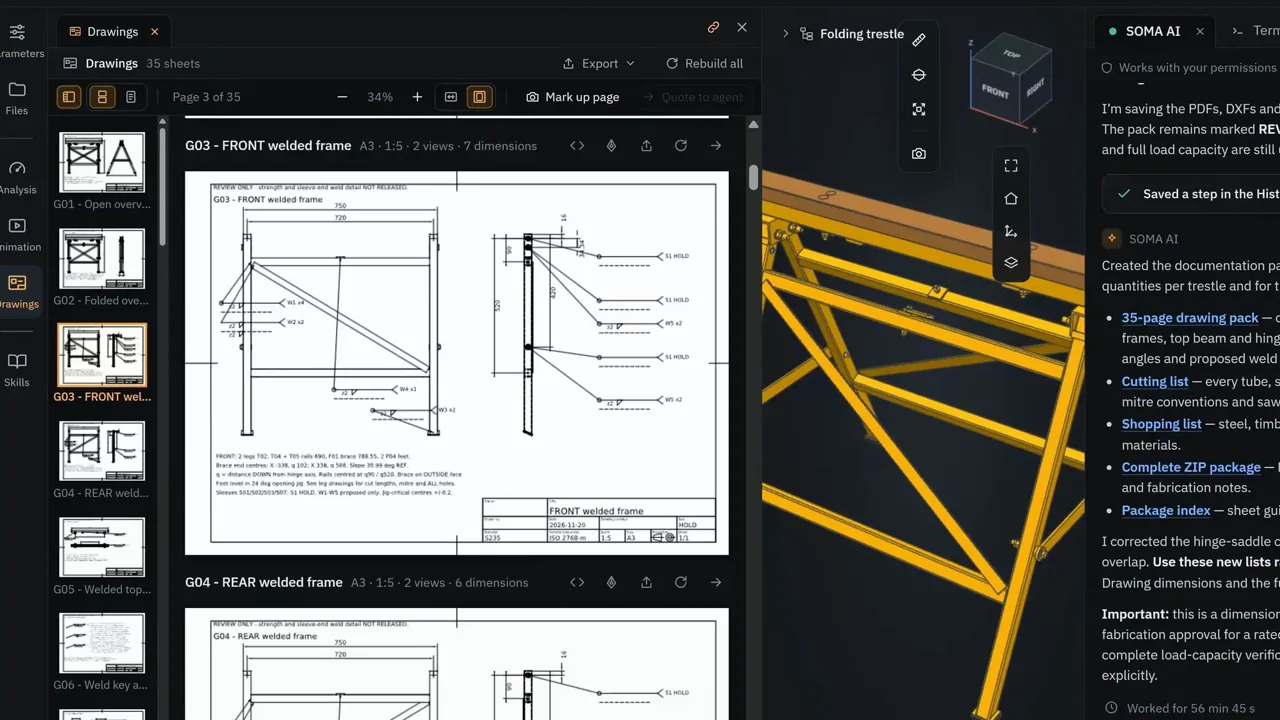 Drawings
SOMA AI
Term
Folding trestle
arameters
Drawings 35 sheets
Export
Rebuild all
Works with your permissions
Files
Page 3 of 35
34%
Mark up page
Quote to agent
TOP
FRONT
RIGHT
Z
X
I'm saving the PDFs, DXFs and
The pack remains marked REV
and full load capacity are still u
G03 - FRONT welded frame A3 · 1:5 · 2 views · 7 dimensions
Analysis
nimation
Drawings
Skills
G01 - Open overv...
G02 - Folded ove...
G03 - FRONT wel...
G04 - REAR weld...
G05 - Welded top...
G06 - Weld key a...
REVIEW ONLY - strength and sleeve-end weld detail NOT RELEASED.
G03 - FRONT welded frame
750
720
16
90
520
420
W1 x4
z2
W2 x2
z2
z2
W4 x1
z2
W3 x2
S1 HOLD
S1 HOLD
W5 x2
z2
S1 HOLD
W5 x2
z2
FRONT: 2 legs T02, T04 + T05 rails 690, F01 brace 788.55, 2 P04 feet.
Brace end centres: X -338, q 102; X 338, q 506. Slope 30.99 deg REF.
q = distance DOWN from hinge axis. Rails centred at q90 / q520. Brace on OUTSIDE face
Feet level in 24 deg opening jig. See leg drawings for cut lengths, mitre and ALL holes.
Sleeves S01/S02/S03/S07: S1 HOLD. W1-W5 proposed only. Jig-critical centres +/-0.2.
FRONT welded frame
2026-11-20
HOLD
S235
ISO 2768-m
1:5
A3
1/1
G04 - REAR welded frame A3 · 1:5 · 2 views · 6 dimensions
REVIEW ONLY - strength and sleeve-end weld detail NOT RELEASED.
G04 - REAR welded frame
750
720
16
90
S1 HOLD
Saved a step in the Hist
SOMA AI
quantities per trestle and for t
35-page drawing pack —
frames, top beam and hing
holes and proposed weld
Cutting list — every tube
mitre conventions and saw
Shopping list — steel, timb
materials.
Complete ZIP package
fabrication notes and
Package index — sheet gui
I corrected the hinge-saddle
overlap. Use these new lists ra
Drawing dimensions and the fu
Important: this is a
complete load-capacity verific
explicitly.
Worked for 56 min 45 s